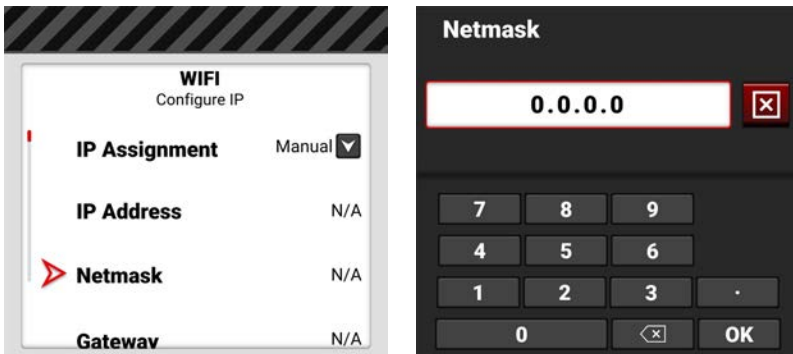 WIFI
Configure IP
IP Assignment Manual
IP Address N/A
Netmask N/A
Gateway N/A
Netmask
0.0.0.0
7 8 9
4 5 6
1 2 3 .
0 OK